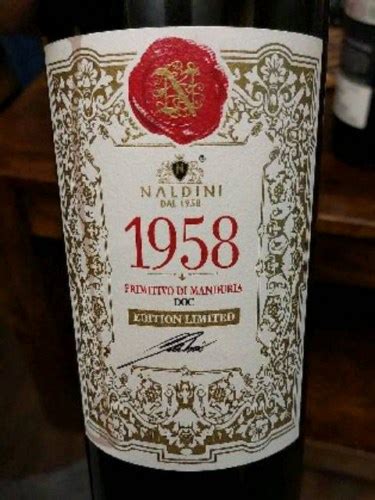 N
NALDINI
DAL 1958
1958
PRIMITIVO DI MANDURIA
DOC
EDITION LIMITED